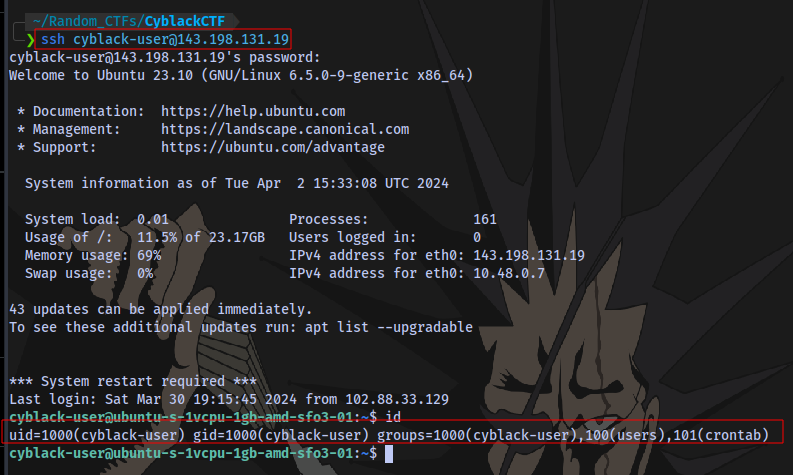 ~/Random_CTFs/CyblackCTF
❯ ssh cyblack-user@143.198.131.19
cyblack-user@143.198.131.19's password:
Welcome to Ubuntu 23.10 (GNU/Linux 6.5.0-9-generic x86_64)
* Documentation:  https://help.ubuntu.com
* Management:     https://landscape.canonical.com
* Support:        https://ubuntu.com/advantage
System information as of Tue Apr  2 15:33:08 UTC 2024
System load:  0.01               Processes:             161
Usage of /:   11.5% of 23.17GB   Users logged in:       0
Memory usage: 69%                IPv4 address for eth0: 143.198.131.19
Swap usage:   0%                 IPv4 address for eth0: 10.48.0.7
43 updates can be applied immediately.
To see these additional updates run: apt list --upgradable
*** System restart required ***
Last login: Sat Mar 30 19:15:45 2024 from 102.88.33.129
cyblack-user@ubuntu-s-1vcpu-1gb-amd-sfo3-01:~$ id
uid=1000(cyblack-user) gid=1000(cyblack-user) groups=1000(cyblack-user),100(users),101(crontab)
cyblack-user@ubuntu-s-1vcpu-1gb-amd-sfo3-01:~$